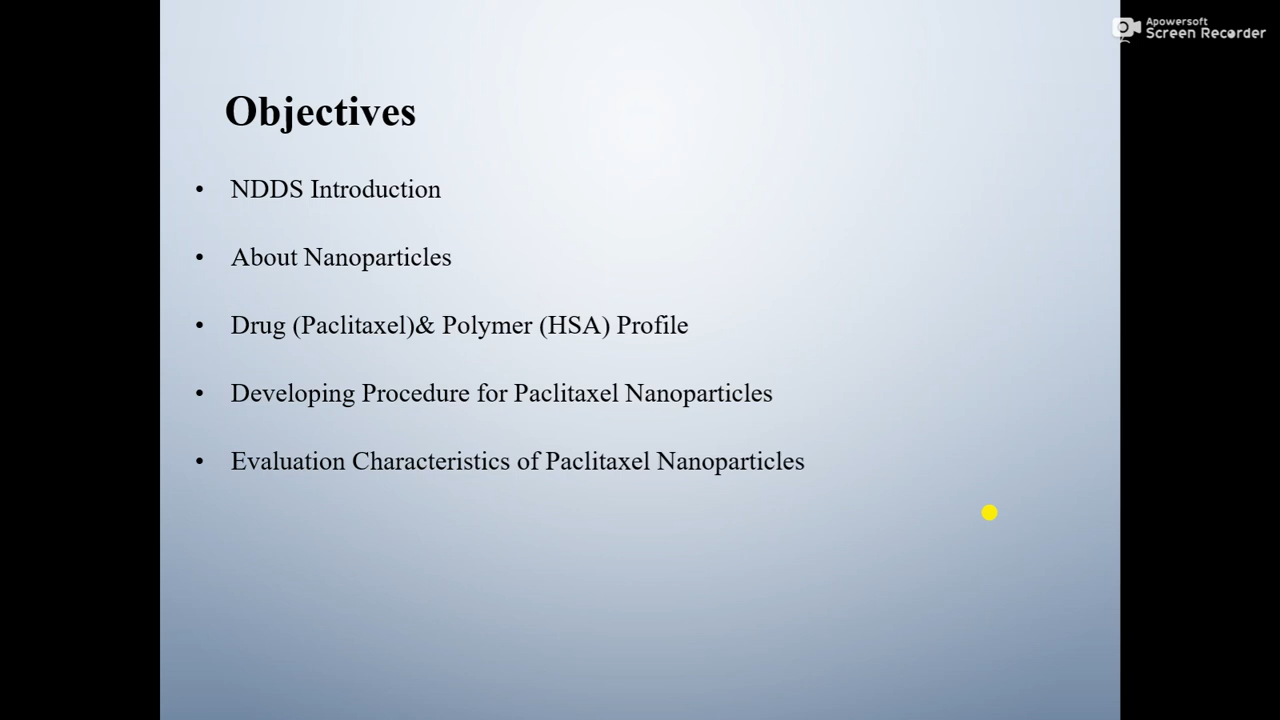 Apowersoft
Screen Recorder
Objectives
• NDDS Introduction
• About Nanoparticles
• Drug (Paclitaxel)& Polymer (HSA) Profile
• Developing Procedure for Paclitaxel Nanoparticles
• Evaluation Characteristics of Paclitaxel Nanoparticles